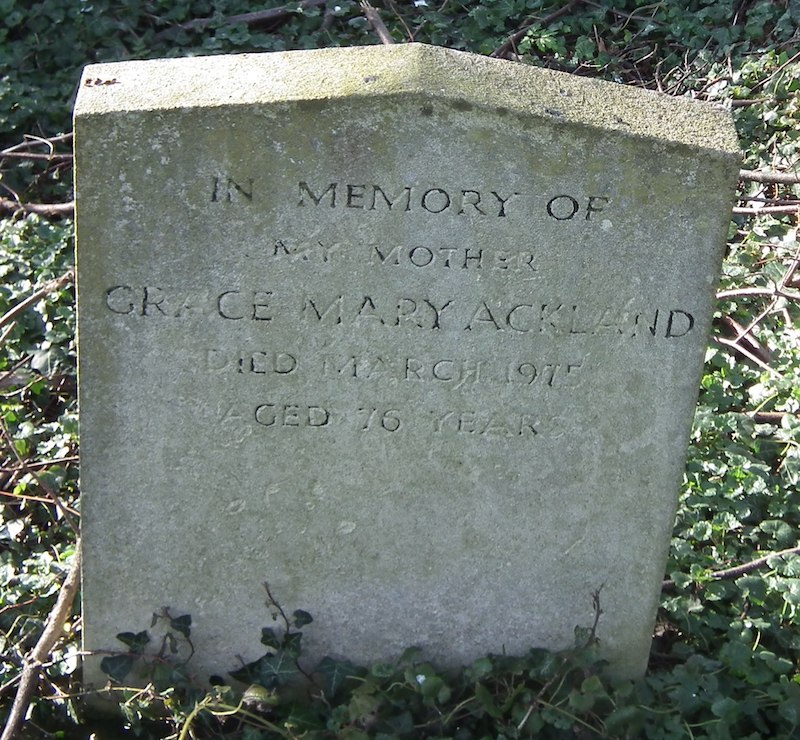 IN MEMORY OF
MY MOTHER
GRACE MARY ACKLAND
DIED MARCH 1975
AGED 76 YEARS